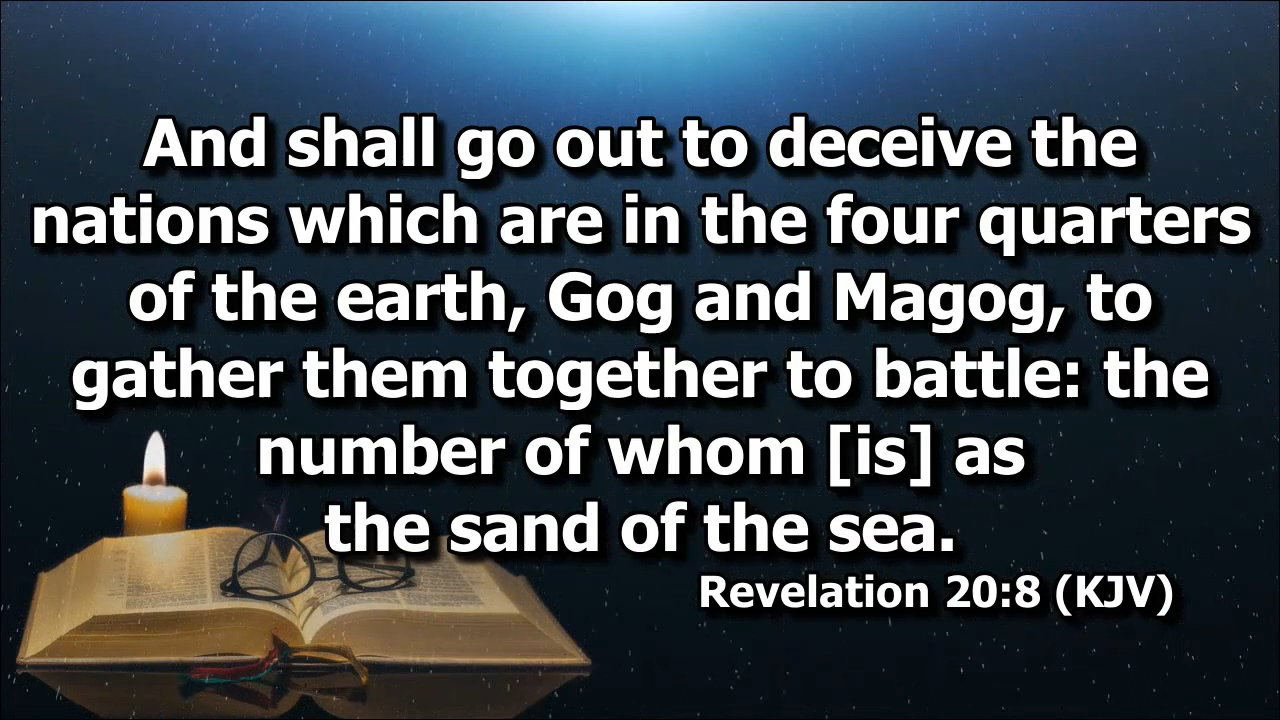 And shall go out to deceive the
nations which are in the four quarters
of the earth, Gog and Magog, to
gather them together to battle: the
number of whom [is] as
the sand of the sea.
Revelation 20:8 (KJV)